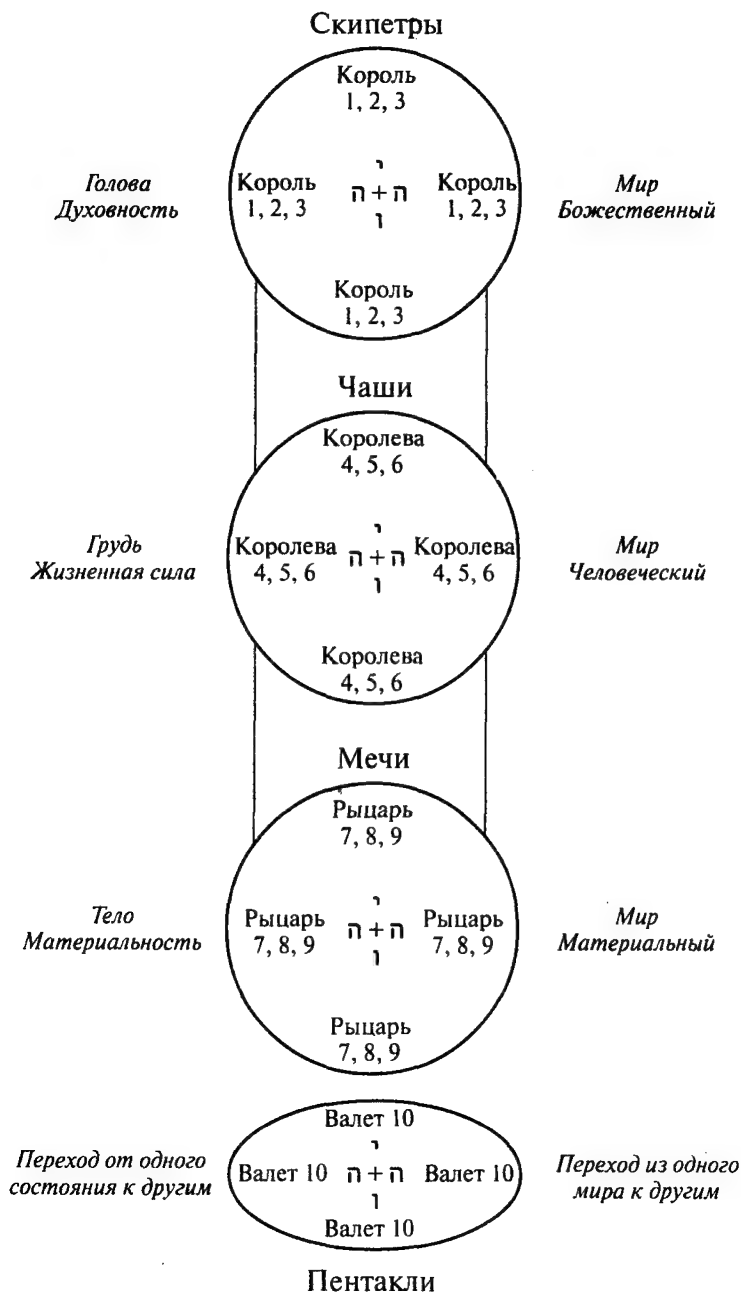 Скипетры
Король
1, 2, 3
Голова
Духовность
Король
1, 2, 3
י
ה + ה
ו
Король
1, 2, 3
Мир
Божественный
Король
1, 2, 3
Чаши
Королева
4, 5, 6
Грудь
Жизненная сила
Королева
4, 5, 6
י
ה + ה
ו
Королева
4, 5, 6
Мир
Человеческий
Королева
4, 5, 6
Мечи
Рыцарь
7, 8, 9
Тело
Материальность
Рыцарь
7, 8, 9
י
ה + ה
ו
Рыцарь
7, 8, 9
Мир
Материальный
Рыцарь
7, 8, 9
Валет 10
Переход от одного
состояния к другим
Валет 10
י
ה + ה
ו
Валет 10
Переход из одного
мира к другим
Валет 10
Пентакли